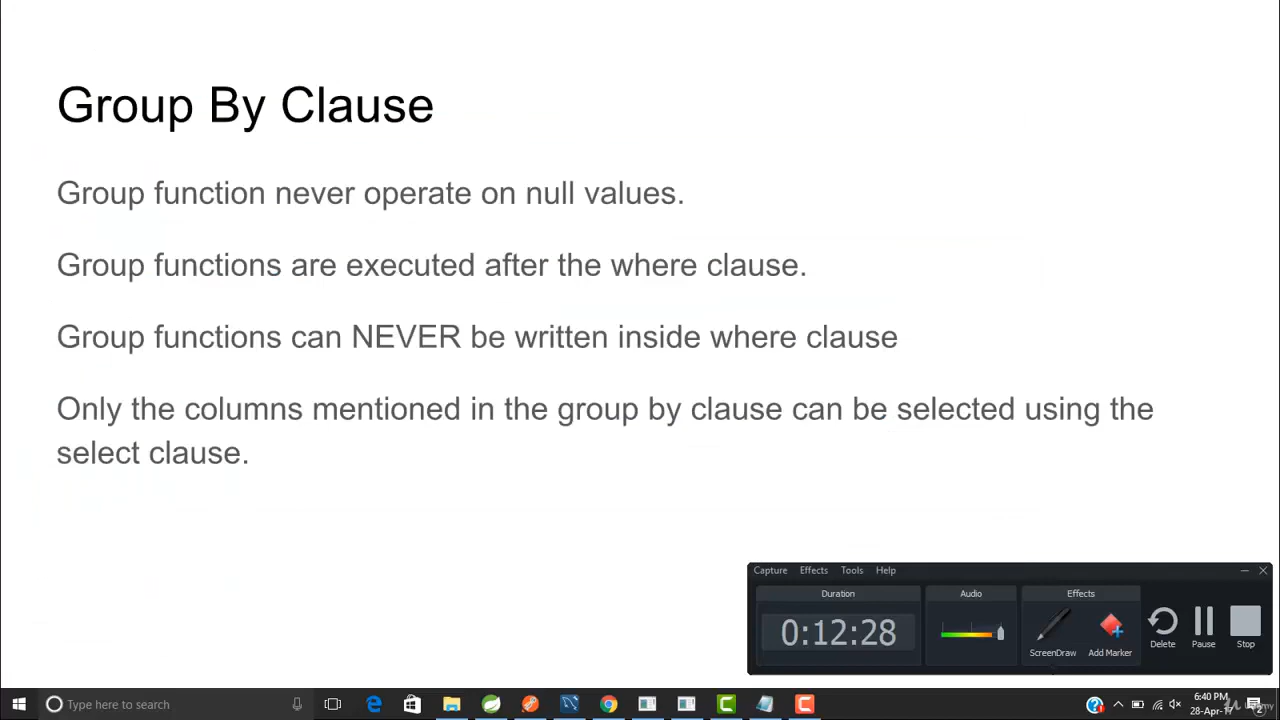 Group By Clause
Group function never operate on null values.
Group functions are executed after the where clause.
Group functions can NEVER be written inside where clause
Only the columns mentioned in the group by clause can be selected using the
select clause.
Capture Effects Tools Help
Duration Audio Effects
0:12:28
ScreenDraw Add Marker Delete Pause Stop
Type here to search
6:40 PM
28-Apr-17